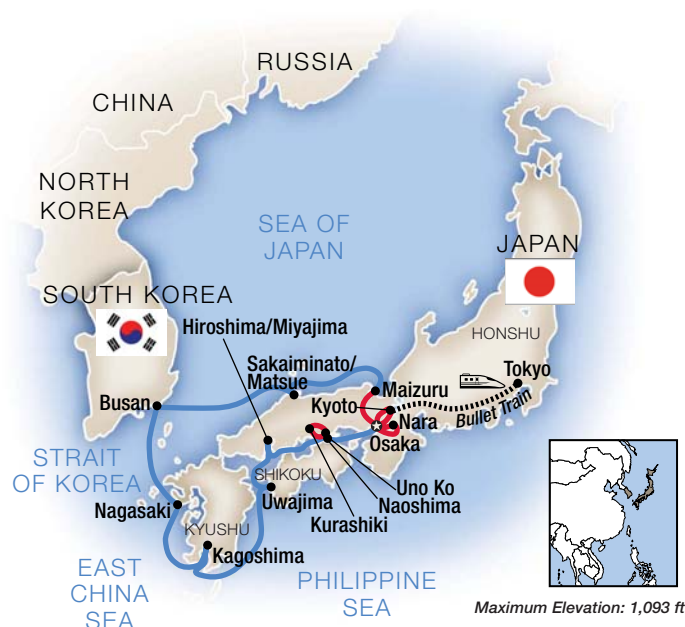 RUSSIA
CHINA
NORTH
KOREA
SEA OF
JAPAN
JAPAN
SOUTH KOREA
Hiroshima/Miyajima
HONSHU
Sakaiminato/
Matsue
Tokyo
Maizuru
Busan
Kyoto
Bullet Train
Nara
Osaka
STRAIT
OF KOREA
SHIKOKU
Uno Ko
Uwajima
Naoshima
Nagasaki
Kurashiki
KYUSHU
Kagoshima
EAST
CHINA
SEA
PHILIPPINE
SEA
Maximum Elevation: 1,093 ft